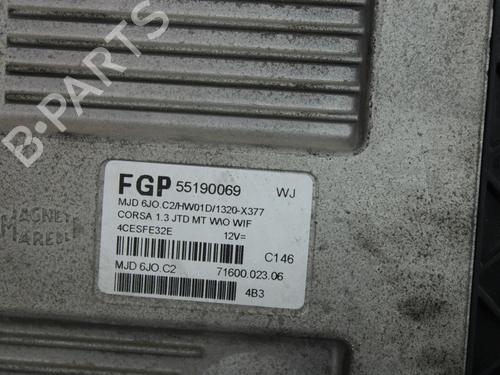 B-PARTS
MAGNETI
MARELLI
FGP 55190069 WJ
MJD 6JO.C2/HW01D/1320-X377
CORSA 1.3 JTD MT W\O WIF
4CESFE32E 12V=
C146
MJD 6JO.C2 71600.023.06
4B3